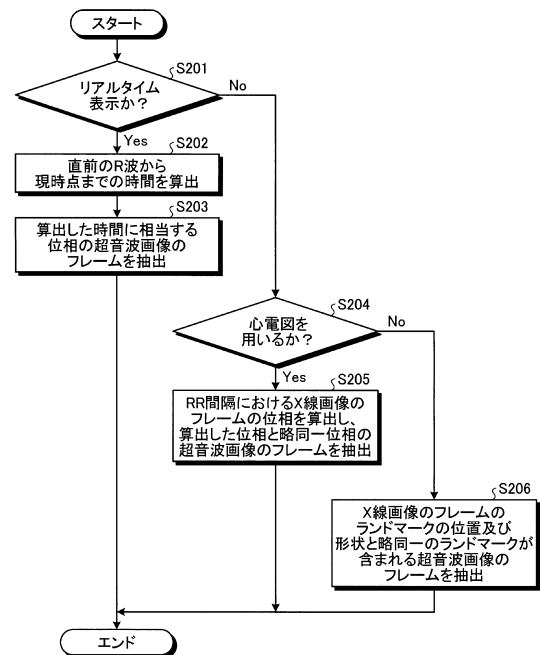 スタート
S201
リアルタイム
表示か？
No
Yes
S202
直前のR波から
現時点までの時間を算出
S203
算出した時間に相当する
位相の超音波画像の
フレームを抽出
S204
心電図を
用いるか？
No
Yes
S205
RR間隔におけるX線画像の
フレームの位相を算出し、
算出した位相と略同一位相の
超音波画像のフレームを抽出
S206
X線画像のフレームの
ランドマークの位置及び
形状と略同一のランドマークが
含まれる超音波画像の
フレームを抽出
エンド